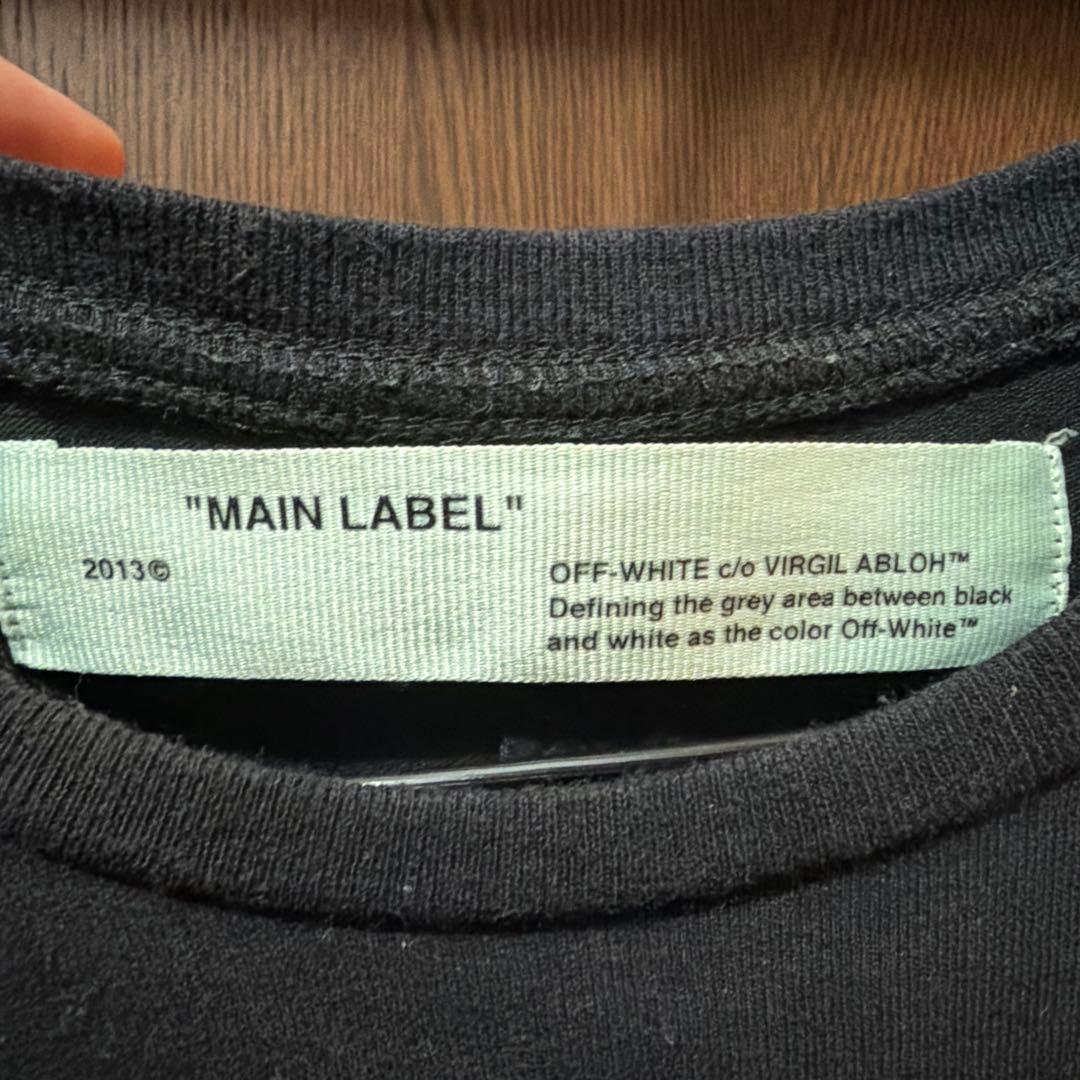 "MAIN LABEL"
2013©
OFF-WHITE c/o VIRGIL ABLOH™
Defining the grey area between black
and white as the color Off-White™